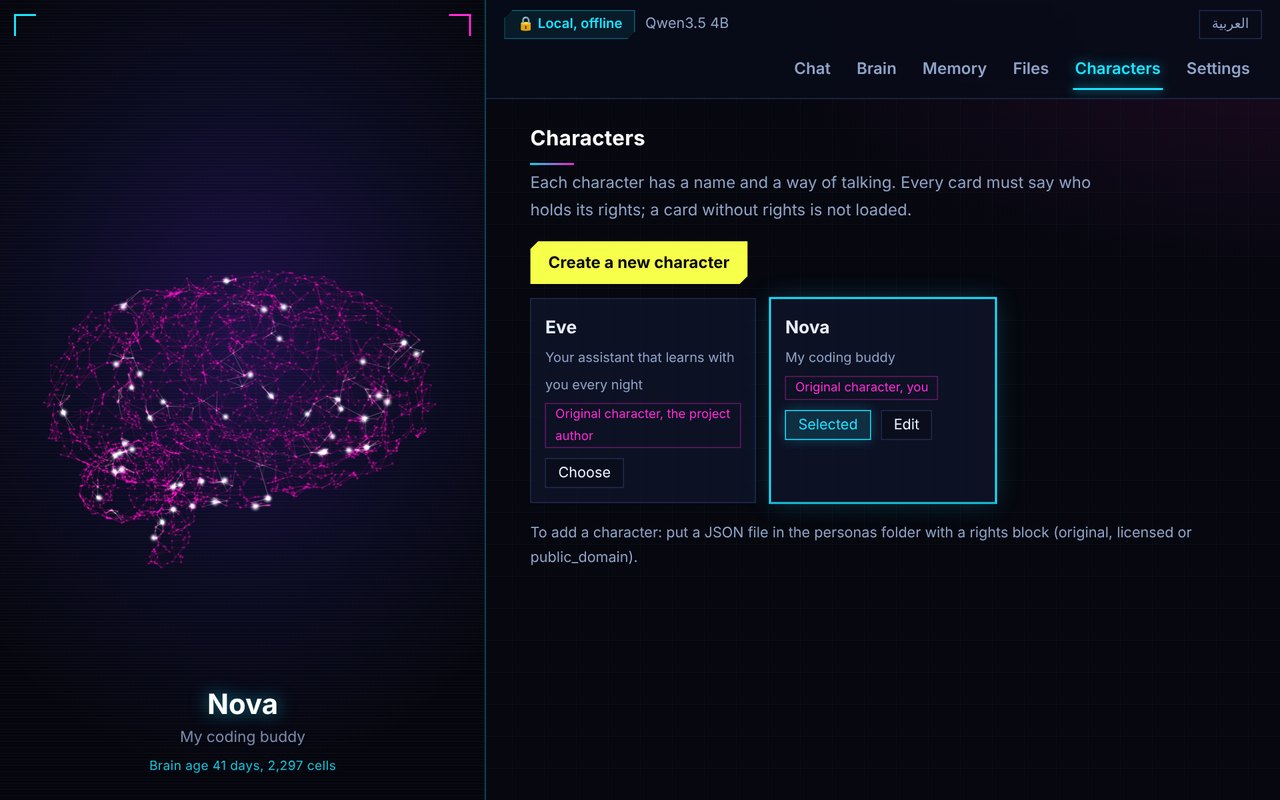 🔒 Local, offline
Qwen3.5 4B
العربية
Chat
Brain
Memory
Files
Characters
Settings
Characters
Each character has a name and a way of talking. Every card must say who
holds its rights; a card without rights is not loaded.
Create a new character
Eve
Your assistant that learns with
you every night
Original character, the project
author
Choose
Nova
My coding buddy
Original character, you
Selected
Edit
To add a character: put a JSON file in the personas folder with a rights block (original, licensed or
public_domain).
Nova
My coding buddy
Brain age 41 days, 2,297 cells